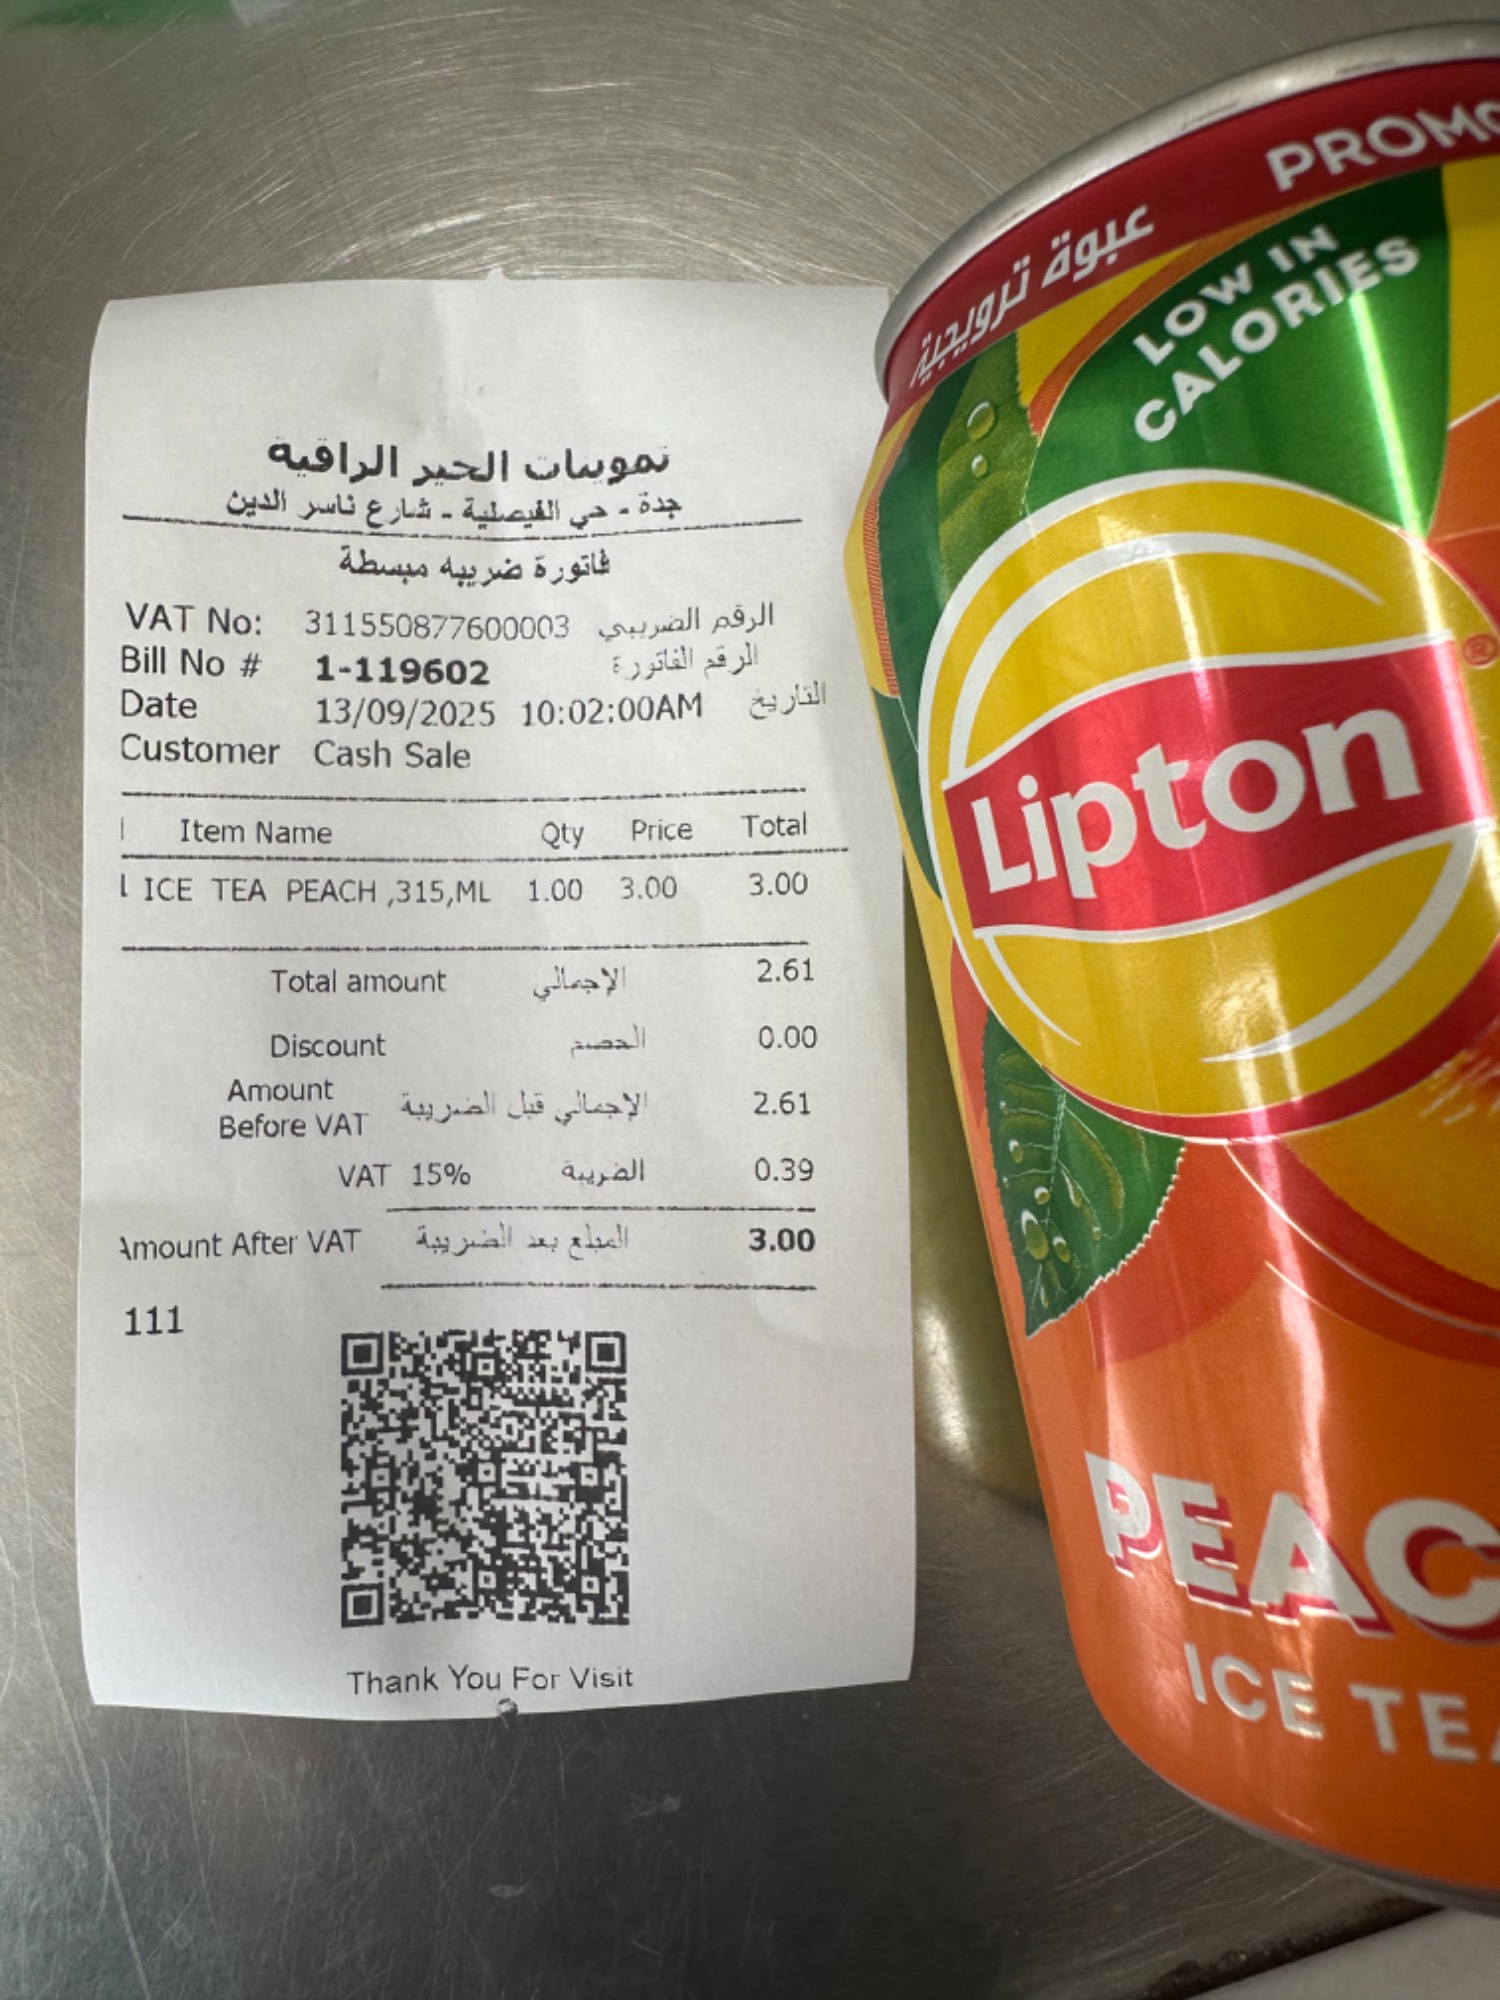 تموينات الخير الراقية
جدة - حي الفيصلية - شارع ناسر الدين
فاتورة ضريبه مبسطة
VAT No: 311550877600003 الرقم الضريبي
Bill No # 1-119602 الرقم الفاتورة
Date 13/09/2025 10:02:00AM التاريخ
Customer Cash Sale
Item Name Qty Price Total
1 ICE TEA PEACH ,315,ML 1.00 3.00 3.00
Total amount الإجمالي 2.61
Discount الخصم 0.00
Amount
Before VAT الإجمالي قبل الضريبة 2.61
VAT 15% الضريبة 0.39
Amount After VAT المبلغ بعد الضريبة 3.00
111
Thank You For Visit
عبوة ترويجية PROMO
LOW IN
CALORIES
Lipton®
PEAC
ICE TEA